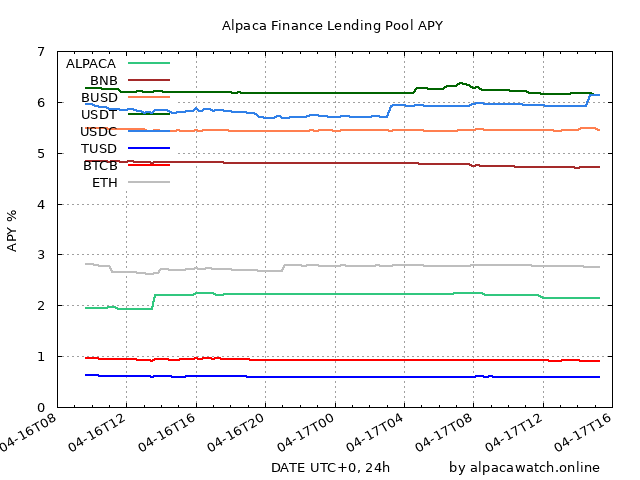 Alpaca Finance Lending Pool APY
7
6
5
4
3
2
1
0
APY %
ALPACA
BNB
BUSD
USDT
USDC
TUSD
BTCB
ETH
04-16T08
04-16T12
04-16T16
04-16T20
04-17T00
04-17T04
04-17T08
04-17T12
04-17T16
DATE UTC+0, 24h
by alpacawatch.online